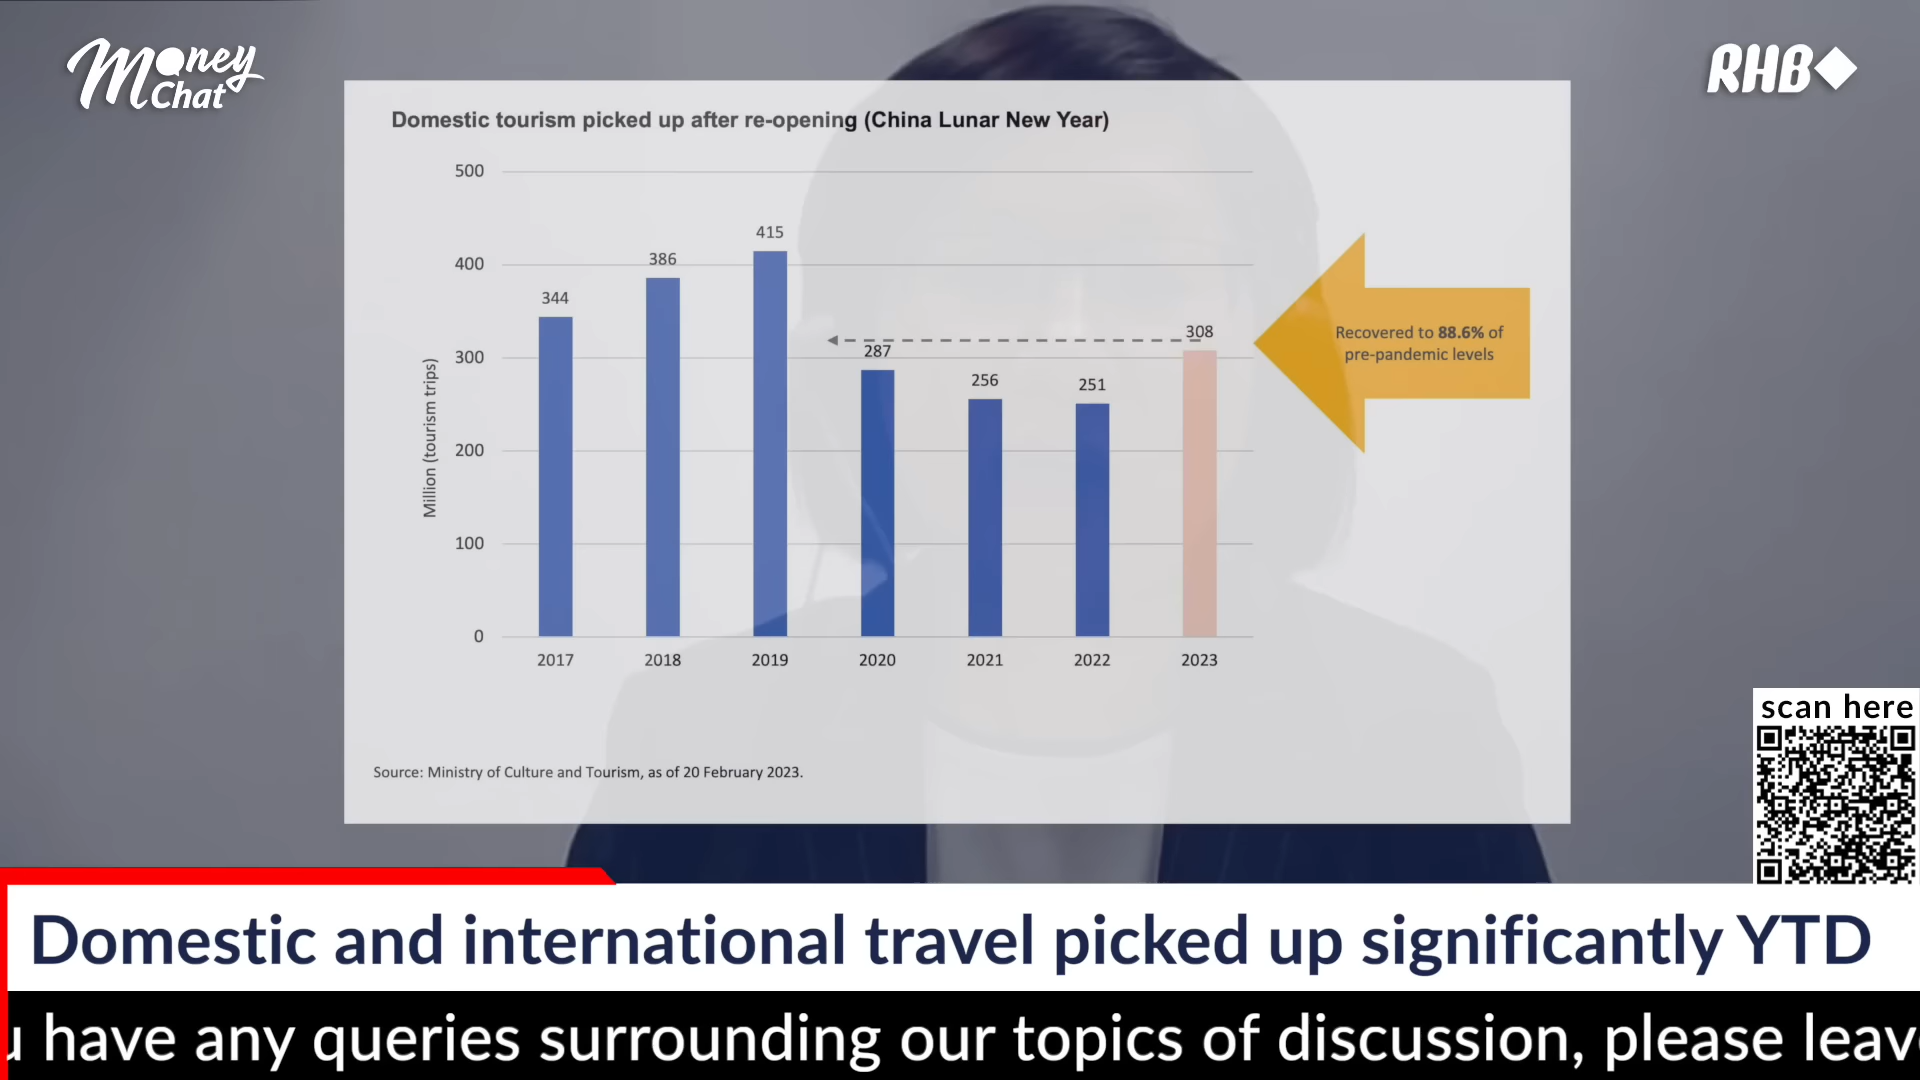 Money
Chat
RHB
Domestic tourism picked up after re-opening (China Lunar New Year)
500
400
300
200
100
0
Million (tourism trips)
344
386
415
287
256
251
308
2017
2018
2019
2020
2021
2022
2023
Recovered to 88.6% of
pre-pandemic levels
Source: Ministry of Culture and Tourism, as of 20 February 2023.
scan here
Domestic and international travel picked up significantly YTD
u have any queries surrounding our topics of discussion, please leav